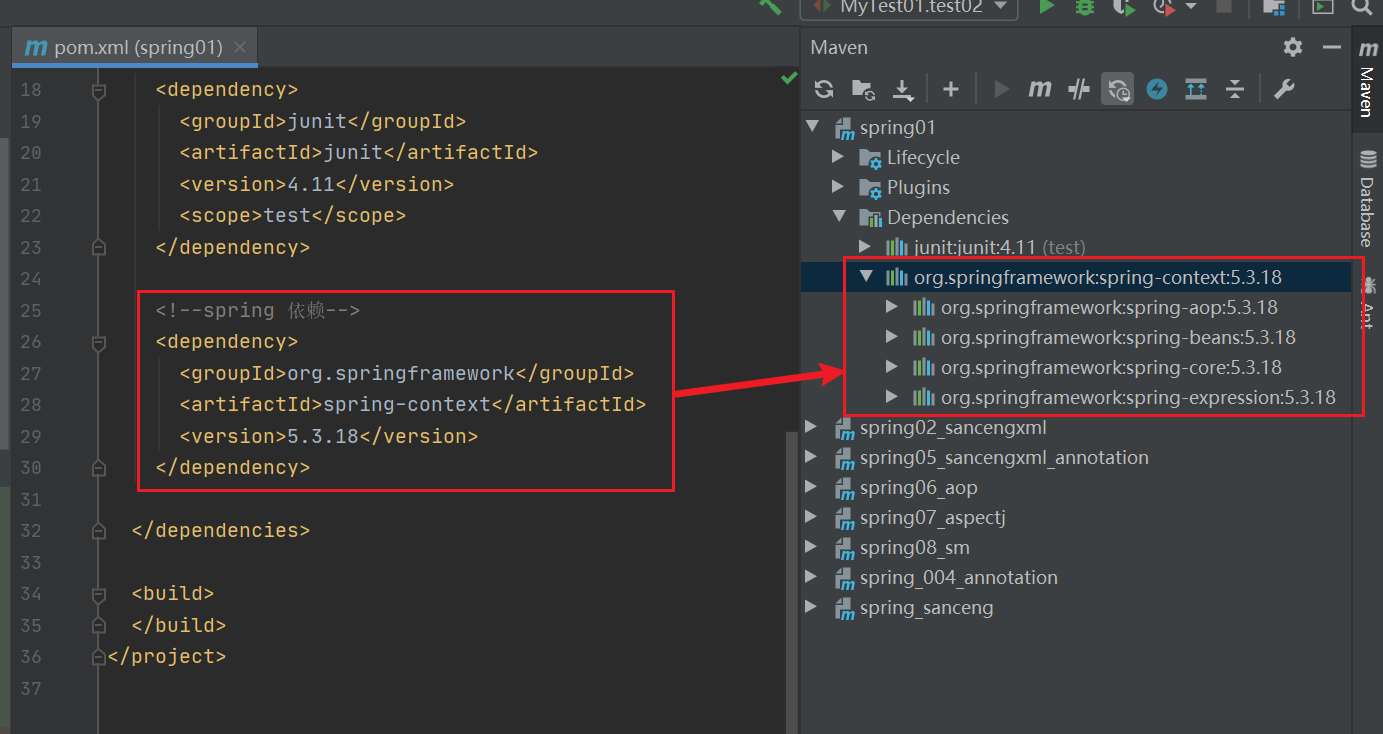 MyTest01.test02
pom.xml (spring01)
18 <dependency>
19 <groupId>junit</groupId>
20 <artifactId>junit</artifactId>
21 <version>4.11</version>
22 <scope>test</scope>
23 </dependency>
24
25 <!--spring 依赖-->
26 <dependency>
27 <groupId>org.springframework</groupId>
28 <artifactId>spring-context</artifactId>
29 <version>5.3.18</version>
30 </dependency>
31
32 </dependencies>
33
34 <build>
35 </build>
36 </project>
37
Maven
spring01
Lifecycle
Plugins
Dependencies
junit:junit:4.11 (test)
org.springframework:spring-context:5.3.18
org.springframework:spring-aop:5.3.18
org.springframework:spring-beans:5.3.18
org.springframework:spring-core:5.3.18
org.springframework:spring-expression:5.3.18
spring02_sancengxml
spring05_sancengxml_annotation
spring06_aop
spring07_aspectj
spring08_sm
spring_004_annotation
spring_sanceng
Maven
Database
Ant